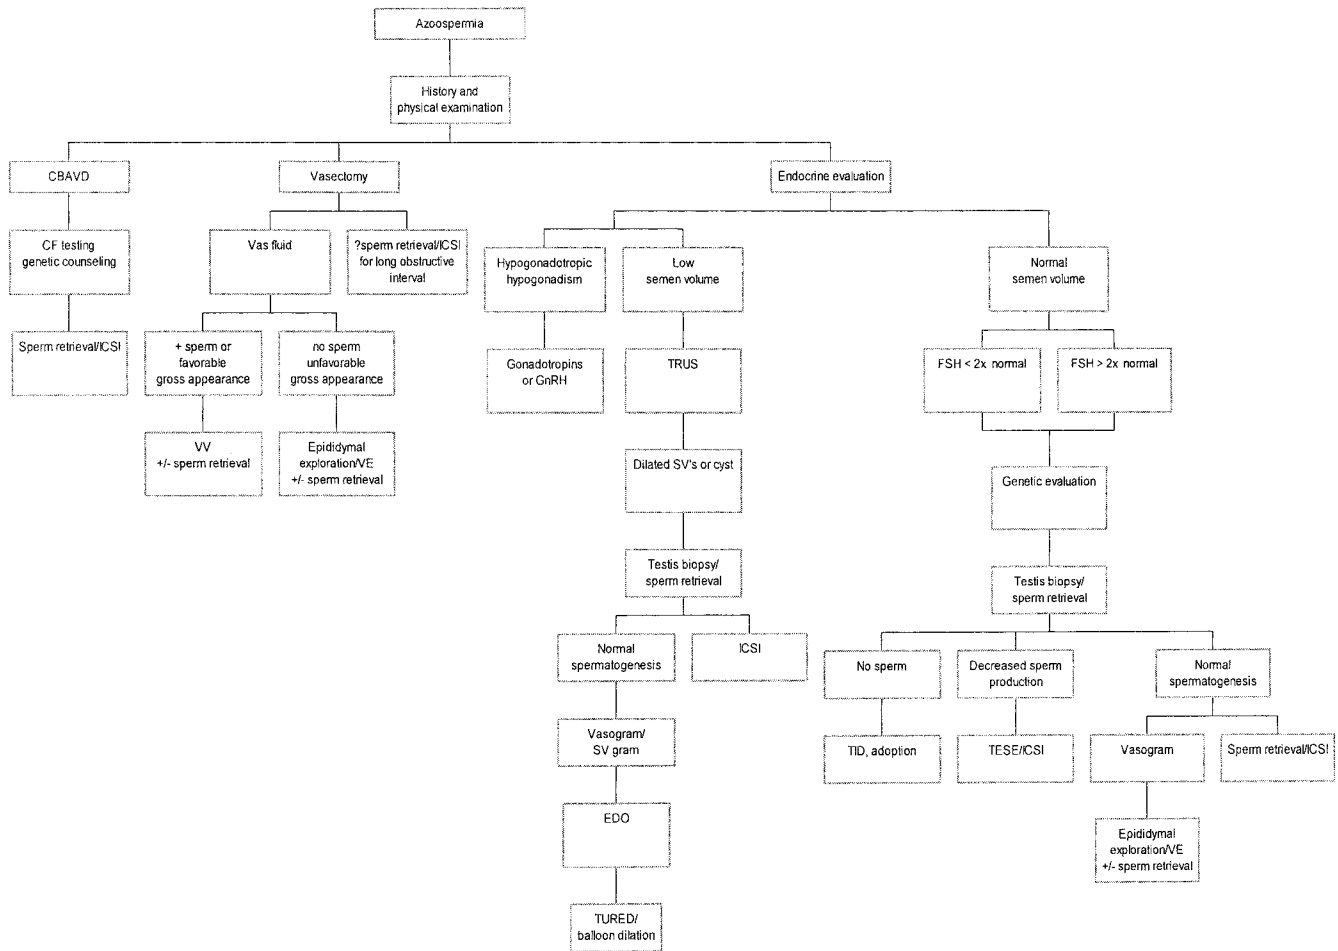 Azoospermia
History and
physical examination
CBAVD
Vasectomy
Endocrine evaluation
CF testing
genetic counseling
Vas fluid
?sperm retrieval/ICSI
for long obstructive
interval
Hypogonadotropic
hypogonadism
Low
semen volume
Normal
semen volume
Sperm retrieval/ICSI
+ sperm or
favorable
gross appearance
no sperm
unfavorable
gross appearance
Gonadotropins
or GnRH
TRUS
FSH < 2x normal
FSH > 2x normal
VV
+/- sperm retrieval
Epididymal
exploration/VE
+/- sperm retrieval
Dilated SV's or cyst
Genetic evaluation
Testis biopsy/
sperm retrieval
Testis biopsy/
sperm retrieval
Normal
spermatogenesis
ICSI
No sperm
Decreased sperm
production
Normal
spermatogenesis
Vasogram/
SV gram
TID, adoption
TESE/ICSI
Vasogram
Sperm retrieval/ICSI
EDO
Epididymal
exploration/VE
+/- sperm retrieval
TURED/
balloon dilation